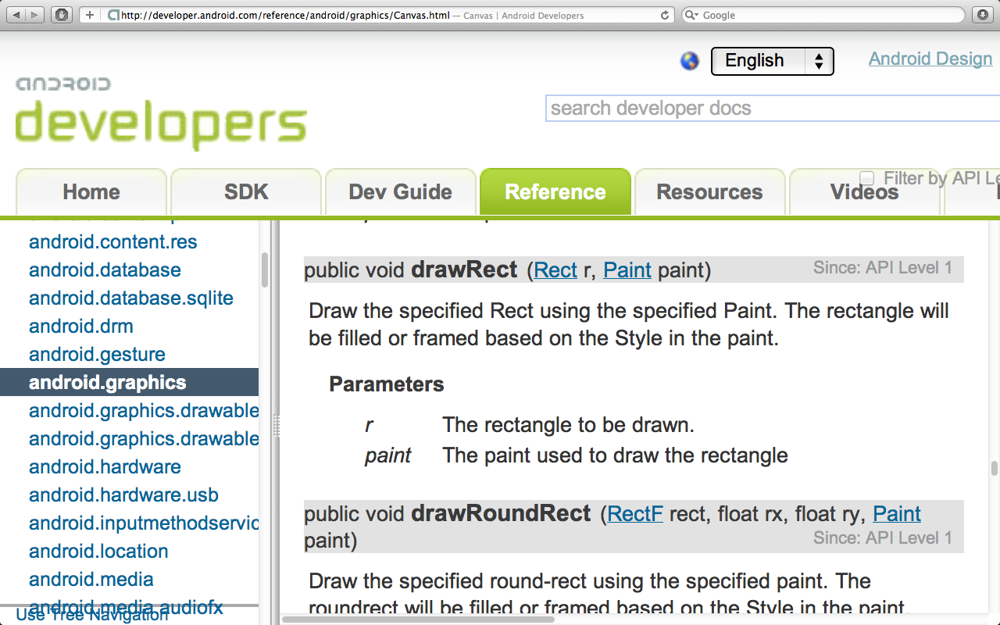 http://developer.android.com/reference/android/graphics/Canvas.html — Canvas | Android Developers
Google
English
Android Design
ANDROID
developers
search developer docs
Filter by API Le
Home
SDK
Dev Guide
Reference
Resources
Videos
android.content.res
android.database
android.database.sqlite
android.drm
android.gesture
android.graphics
android.graphics.drawable
android.graphics.drawable
android.hardware
android.hardware.usb
android.inputmethodservic
android.location
android.media
android.media.audiofx
Use Tree Navigation
public void drawRect (Rect r, Paint paint)
Since: API Level 1
Draw the specified Rect using the specified Paint. The rectangle will
be filled or framed based on the Style in the paint.
Parameters
r The rectangle to be drawn.
paint The paint used to draw the rectangle
public void drawRoundRect (RectF rect, float rx, float ry, Paint
paint)
Since: API Level 1
Draw the specified round-rect using the specified paint. The
roundrect will be filled or framed based on the Style in the paint.